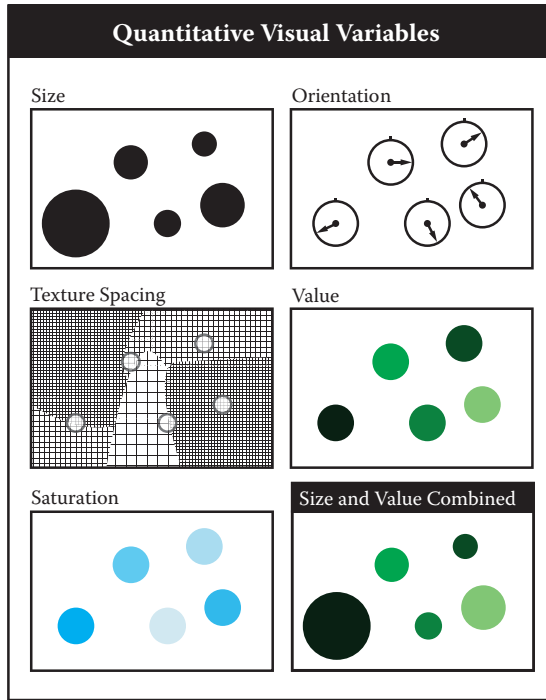 Quantitative Visual Variables
Size
Orientation
Texture Spacing
Value
Saturation
Size and Value Combined